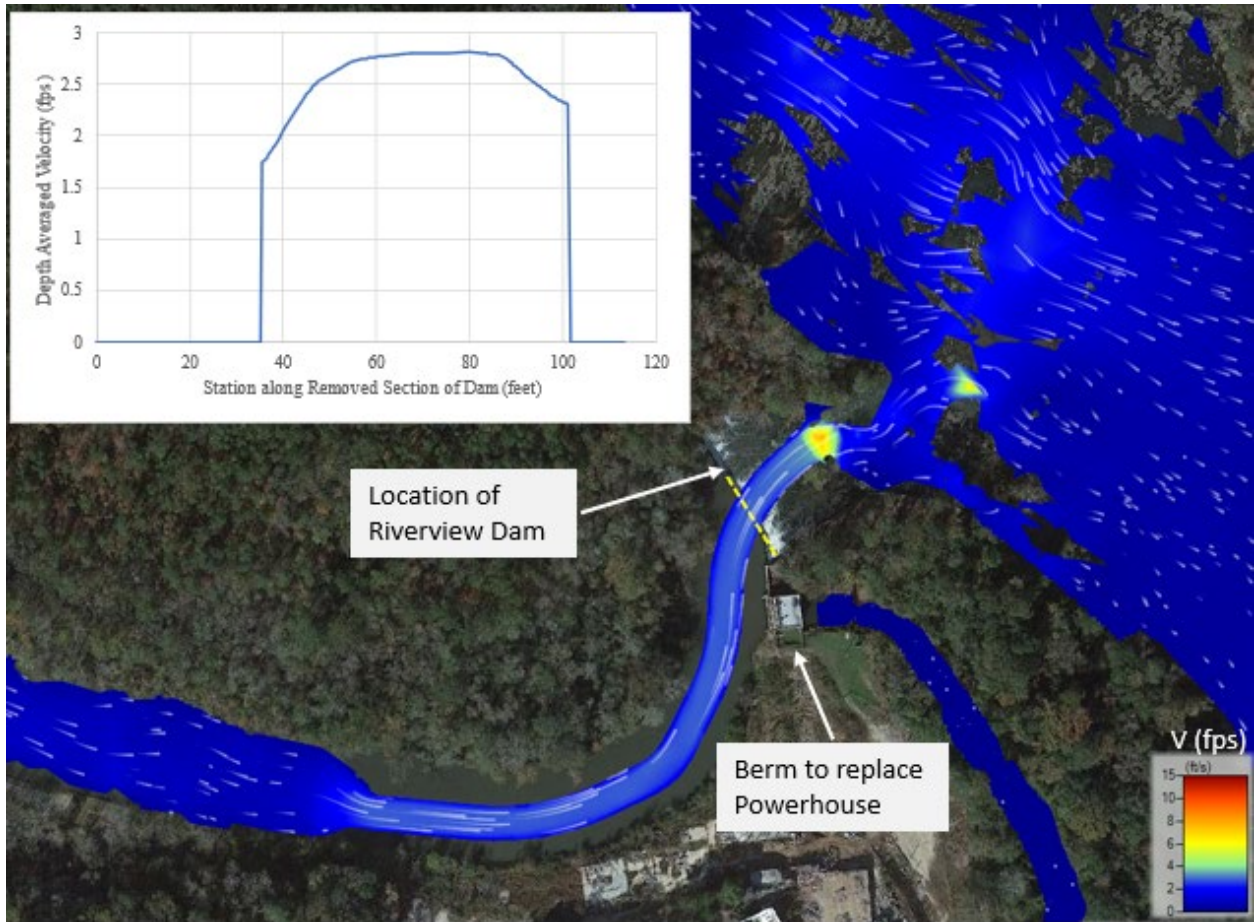 3
2.5
2
1.5
1
0.5
0
0 20 40 60 80 100 120
Depth Averaged Velocity (fps)
Station along Removed Section of Dam (feet)
Location of
Riverview Dam
Berm to replace
Powerhouse
V (fps)
(ft/s)
15
12
10
8
6
4
2
0